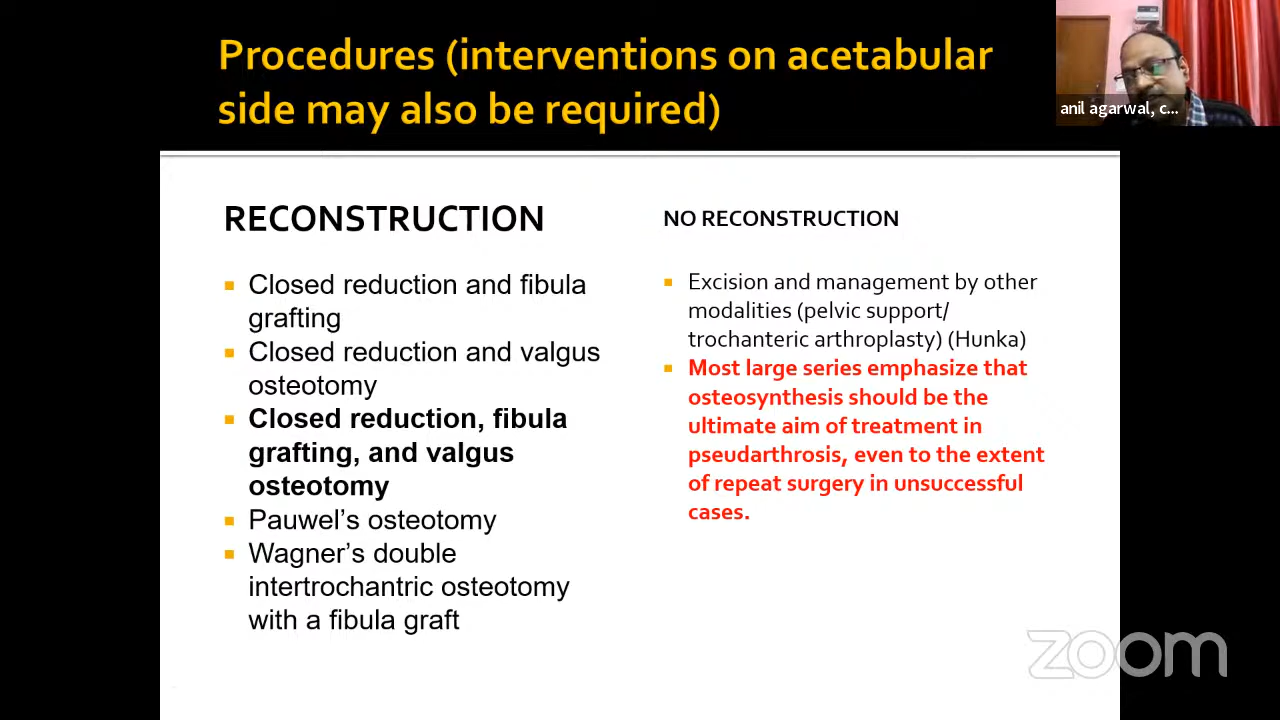 Procedures (interventions on acetabular
side may also be required)
anil agarwal, c...
RECONSTRUCTION
Closed reduction and fibula
grafting
Closed reduction and valgus
osteotomy
Closed reduction, fibula
grafting, and valgus
osteotomy
Pauwel's osteotomy
Wagner's double
intertrochantric osteotomy
with a fibula graft
NO RECONSTRUCTION
Excision and management by other
modalities (pelvic support/
trochanteric arthroplasty) (Hunka)
Most large series emphasize that
osteosynthesis should be the
ultimate aim of treatment in
pseudarthrosis, even to the extent
of repeat surgery in unsuccessful
cases.
zoom